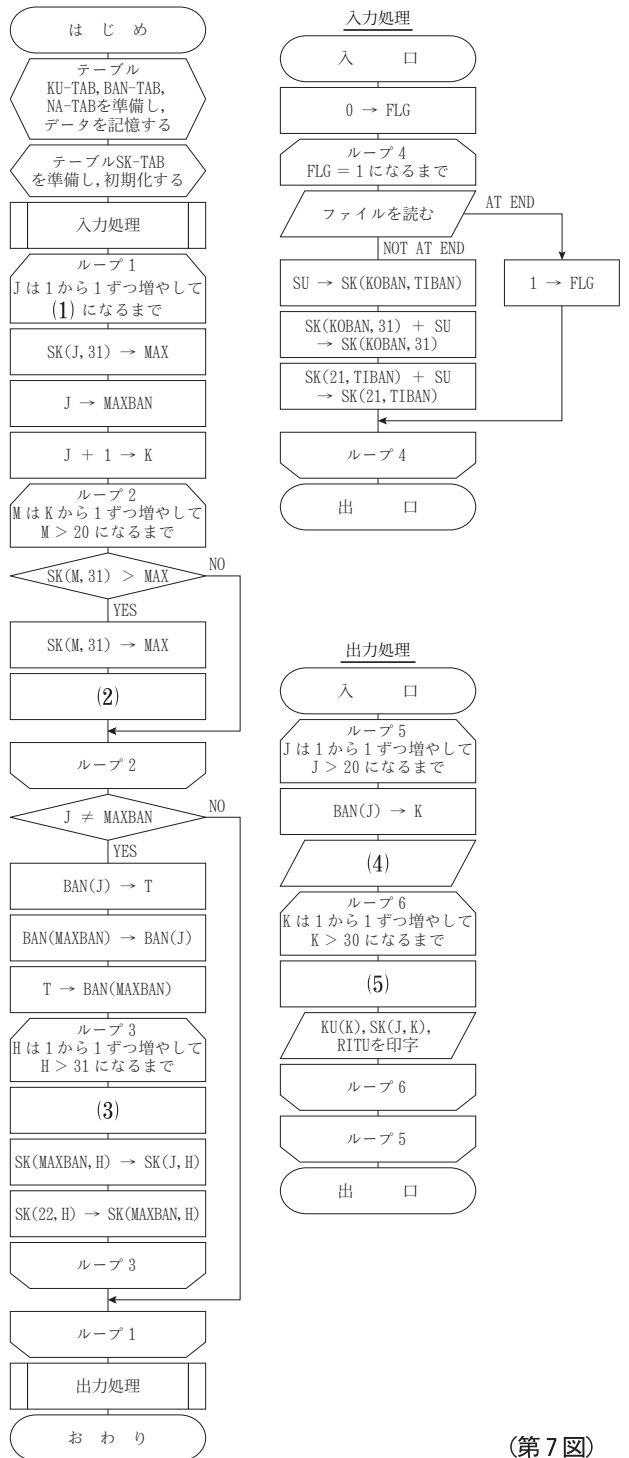 は じ め
テーブル
KU-TAB,BAN-TAB,
NA-TABを準備し,
データを記憶する
テーブルSK-TAB
を準備し,初期化する
入力処理
ループ 1
J は 1 から 1 ずつ増やして
(1) になるまで
SK(J,31) → MAX
J → MAXBAN
J + 1 → K
ループ 2
M は K から 1 ずつ増やして
M > 20 になるまで
SK(M,31) > MAX
NO
YES
SK(M,31) → MAX
(2)
ループ 2
J ≠ MAXBAN
NO
YES
BAN(J) → T
BAN(MAXBAN) → BAN(J)
T → BAN(MAXBAN)
ループ 3
H は 1 から 1 ずつ増やして
H > 31 になるまで
(3)
SK(MAXBAN,H) → SK(J,H)
SK(22,H) → SK(MAXBAN,H)
ループ 3
ループ 1
出力処理
お わ り
入力処理
入 口
0 → FLG
ループ 4
FLG = 1 になるまで
ファイルを読む
AT END
NOT AT END
SU → SK(KOBAN,TIBAN)
1 → FLG
SK(KOBAN,31) + SU
→ SK(KOBAN,31)
SK(21,TIBAN) + SU
→ SK(21,TIBAN)
ループ 4
出 口
出力処理
入 口
ループ 5
J は 1 から 1 ずつ増やして
J > 20 になるまで
BAN(J) → K
(4)
ループ 6
K は 1 から 1 ずつ増やして
K > 30 になるまで
(5)
KU(K),SK(J,K),
RITUを印字
ループ 6
ループ 5
出 口
(第 7 図)